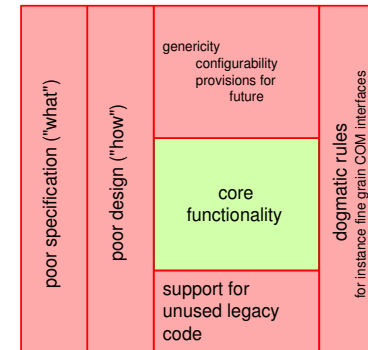 poor specification ("what")
poor design ("how")
genericity
configurability
provisions for
future
core
functionality
support for
unused legacy
code
dogmatic rules
for instance fine grain COM interfaces